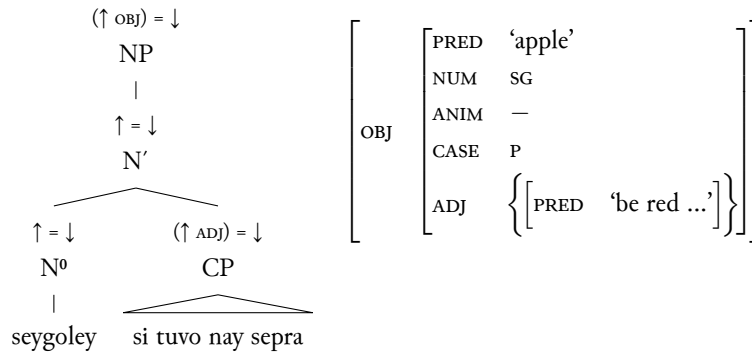 (↑ OBJ) = ↓
NP
↑ = ↓
N′
↑ = ↓ (↑ ADJ) = ↓
N⁰ CP
seygoley si tuvo nay sepra
OBJ
PRED ‘apple’
NUM SG
ANIM –
CASE P
ADJ {[PRED ‘be red ...’]}